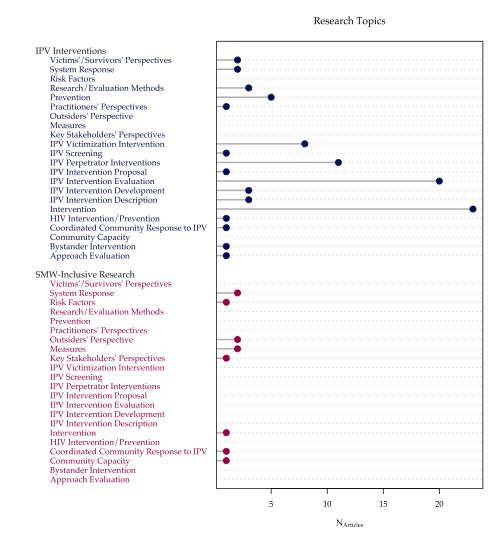 Research Topics
IPV Interventions
Victims'/Survivors' Perspectives
System Response
Risk Factors
Research/Evaluation Methods
Prevention
Practitioners' Perspectives
Outsiders' Perspective
Measures
Key Stakeholders' Perspectives
IPV Victimization Intervention
IPV Screening
IPV Perpetrator Interventions
IPV Intervention Proposal
IPV Intervention Evaluation
IPV Intervention Development
IPV Intervention Description
Intervention
HIV Intervention/Prevention
Coordinated Community Response to IPV
Community Capacity
Bystander Intervention
Approach Evaluation
SMW-Inclusive Research
Victims'/Survivors' Perspectives
System Response
Risk Factors
Research/Evaluation Methods
Prevention
Practitioners' Perspectives
Outsiders' Perspective
Measures
Key Stakeholders' Perspectives
IPV Victimization Intervention
IPV Screening
IPV Perpetrator Interventions
IPV Intervention Proposal
IPV Intervention Evaluation
IPV Intervention Development
IPV Intervention Description
Intervention
HIV Intervention/Prevention
Coordinated Community Response to IPV
Community Capacity
Bystander Intervention
Approach Evaluation
5 10 15 20
N Articles